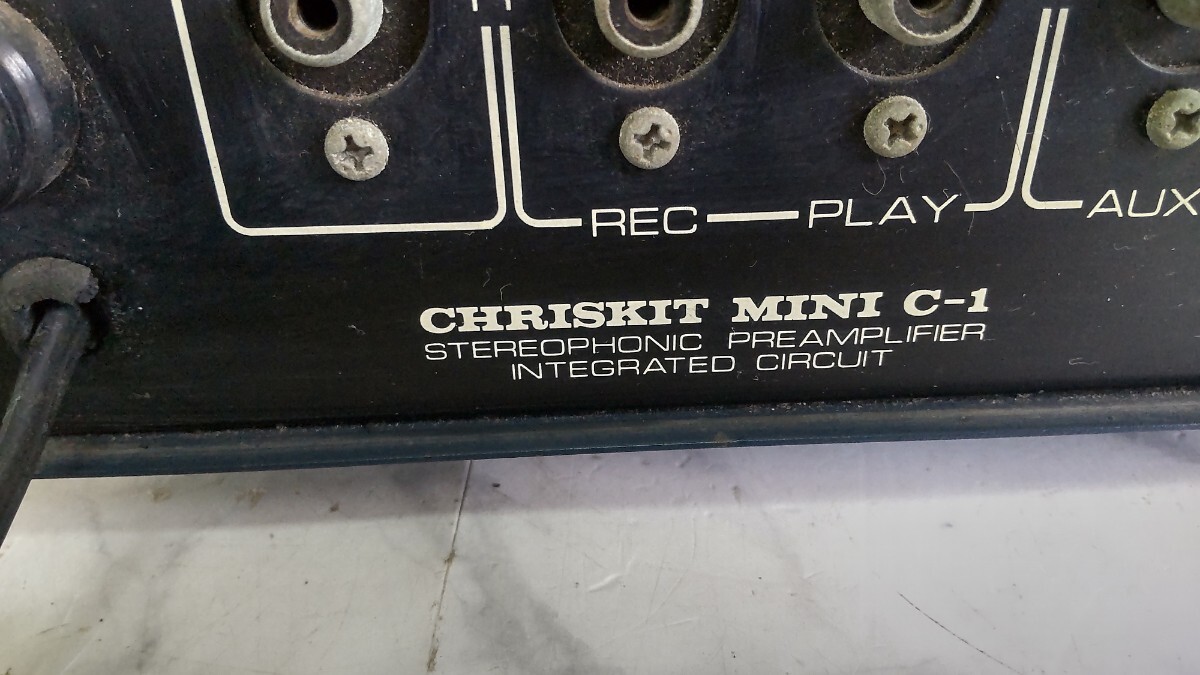 REC PLAY AUX
CHRISKIT MINI C-1
STEREOPHONIC PREAMPLIFIER
INTEGRATED CIRCUIT